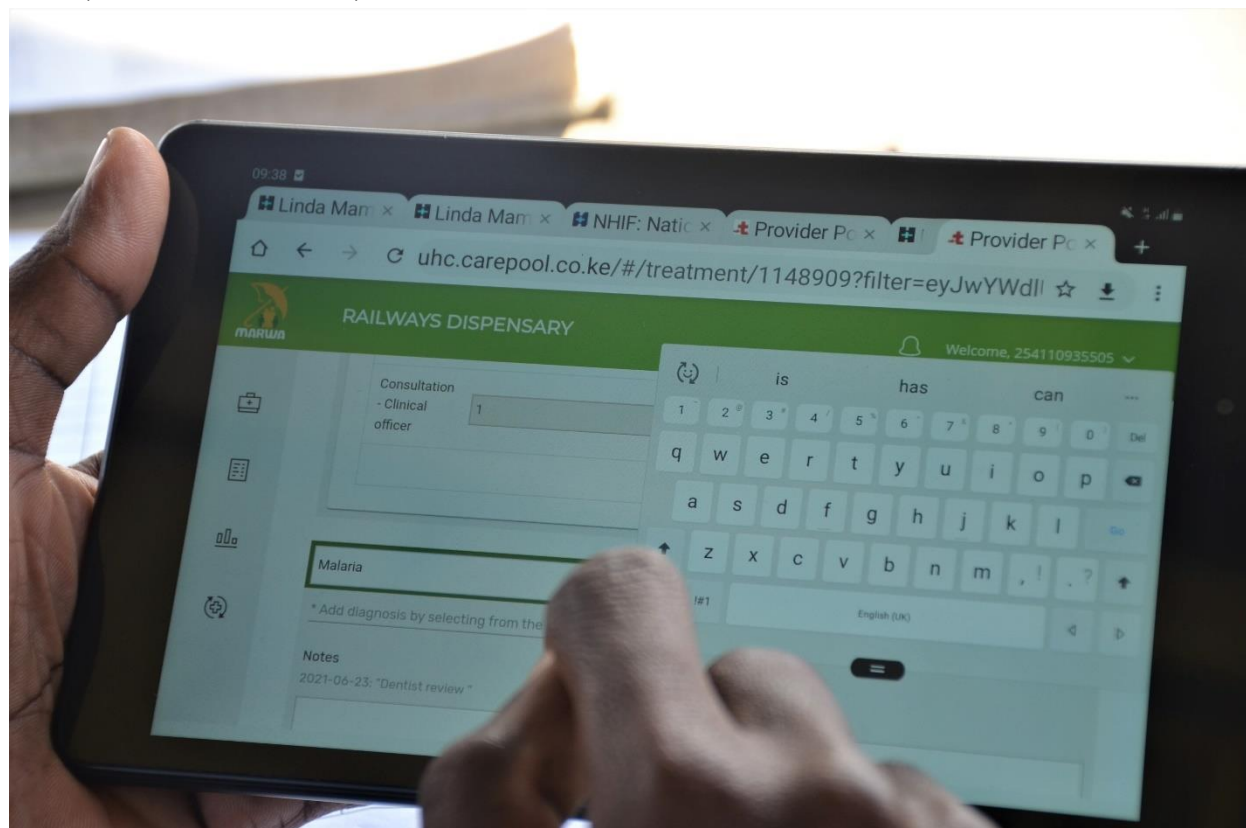 09:38
Linda Mam × Linda Mam × NHIF: Natic × Provider Po × Provider Po × +
uhc.carepool.co.ke/#/treatment/1148909?filter=eyJwYWdl
MARWA
RAILWAYS DISPENSARY
Welcome, 254110935505
Consultation
- Clinical
officer
1
is has can
1 2 3 4 5 6 7 8 9 0 Del
q w e r t y u i o p
a s d f g h j k l Go
z x c v b n m , ! . ?
!#1 English (UK)
Malaria
* Add diagnosis by selecting from the
Notes
2021-06-23: "Dentist review "